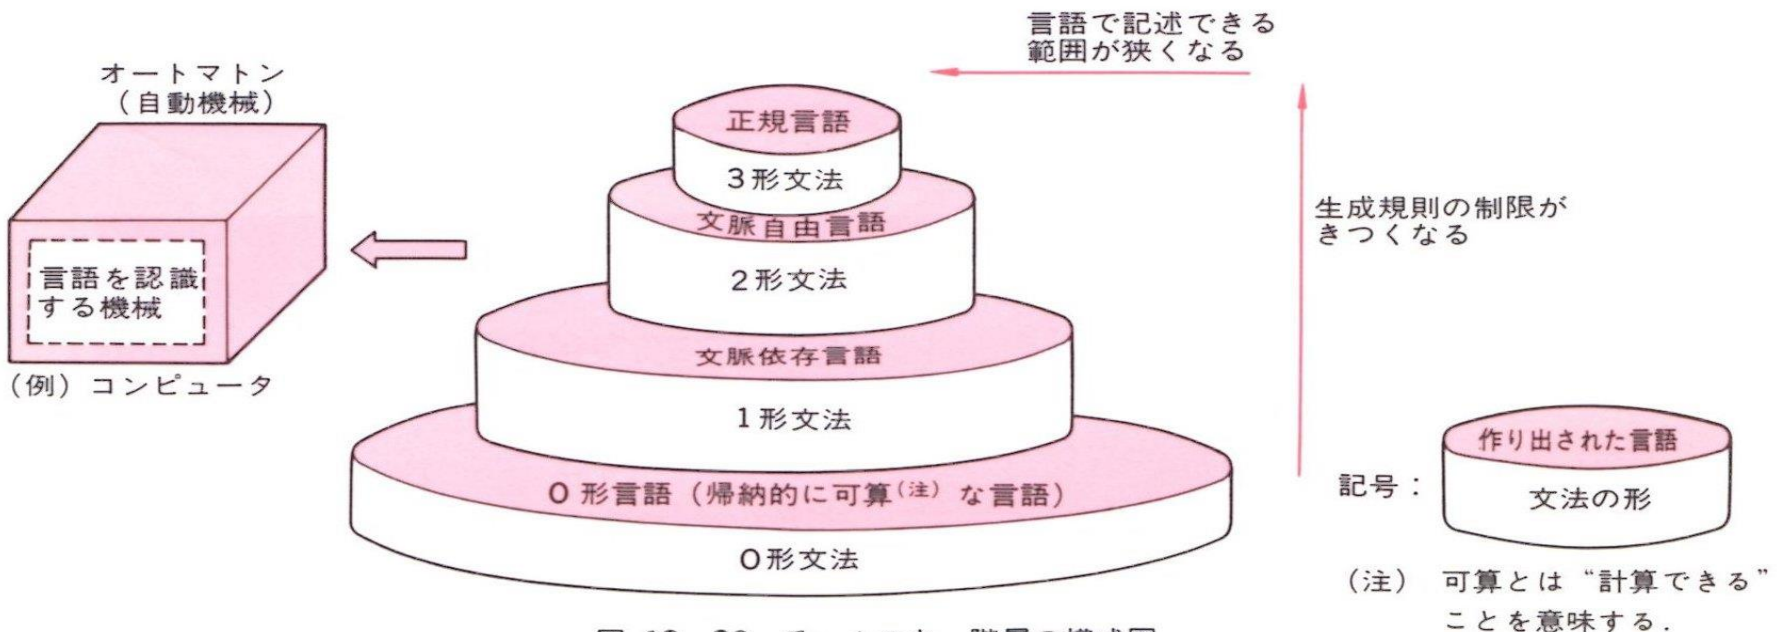 言語で記述できる
範囲が狭くなる
オートマトン
(自動機械)
正規言語
3形文法
生成規則の制限が
きつくなる
文脈自由言語
言語を認識
する機械
2形文法
文脈依存言語
(例) コンピュータ
1形文法
作り出された言語
記号:
文法の形
0形言語 (帰納的に可算(注) な言語)
0形文法
(注) 可算とは “計算できる”
ことを意味する.